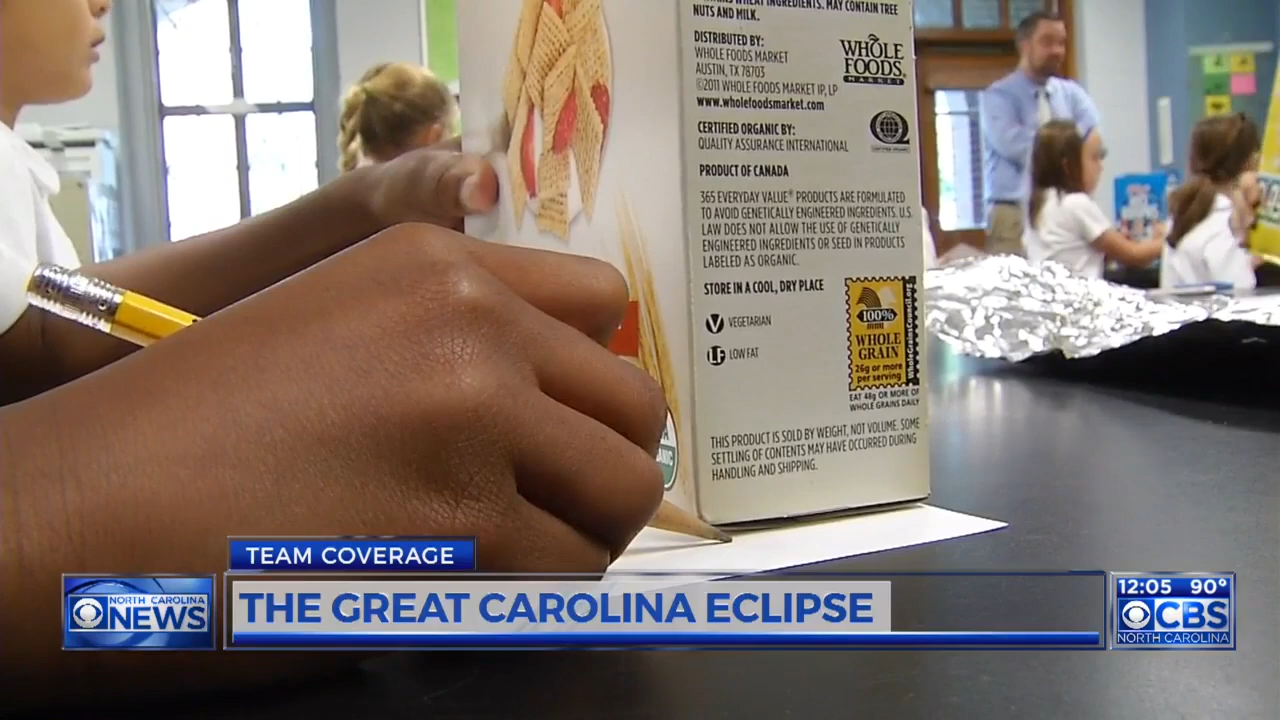 NUTS AND MILK.
DISTRIBUTED BY:
WHOLE FOODS MARKET
AUSTIN, TX 78703
©2011 WHOLE FOODS MARKET IP, LP
www.wholefoodsmarket.com
WHOLE
FOODS
MARKET
CERTIFIED ORGANIC BY:
QUALITY ASSURANCE INTERNATIONAL
PRODUCT OF CANADA
365 EVERYDAY VALUE® PRODUCTS ARE FORMULATED
TO AVOID GENETICALLY ENGINEERED INGREDIENTS. U.S.
LAW DOES NOT ALLOW THE USE OF GENETICALLY
ENGINEERED INGREDIENTS OR SEED IN PRODUCTS
LABELED AS ORGANIC.
STORE IN A COOL, DRY PLACE
V VEGETARIAN
LF LOW FAT
100%
WHOLE
GRAIN
26g or more
per serving
WholeGrainsCouncil.org
EAT 48g OR MORE OF
WHOLE GRAINS DAILY
THIS PRODUCT IS SOLD BY WEIGHT, NOT VOLUME. SOME
SETTLING OF CONTENTS MAY HAVE OCCURRED DURING
HANDLING AND SHIPPING.
TEAM COVERAGE
THE GREAT CAROLINA ECLIPSE
NORTH CAROLINA
NEWS
12:05 90°
CBS
NORTH CAROLINA